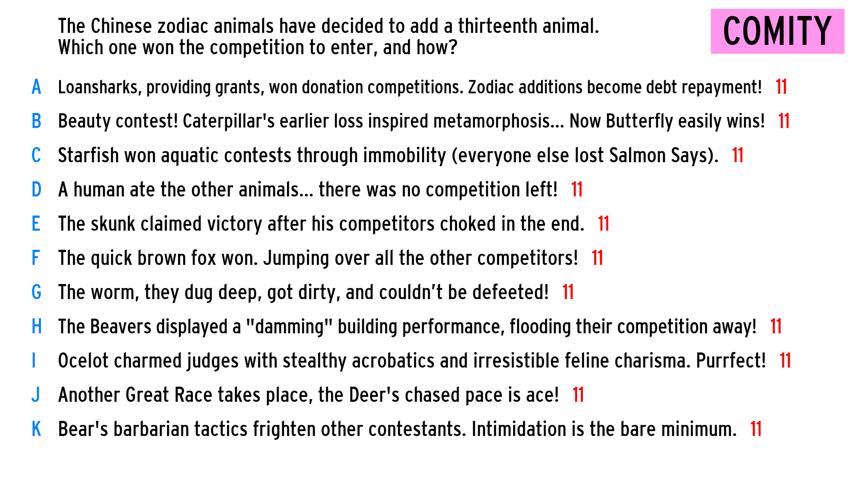 The Chinese zodiac animals have decided to add a thirteenth animal.
Which one won the competition to enter, and how?
COMITY
A Loansharks, providing grants, won donation competitions. Zodiac additions become debt repayment! 11
B Beauty contest! Caterpillar's earlier loss inspired metamorphosis... Now Butterfly easily wins! 11
C Starfish won aquatic contests through immobility (everyone else lost Salmon Says). 11
D A human ate the other animals... there was no competition left! 11
E The skunk claimed victory after his competitors choked in the end. 11
F The quick brown fox won. Jumping over all the other competitors! 11
G The worm, they dug deep, got dirty, and couldn’t be defeeted! 11
H The Beavers displayed a "damming" building performance, flooding their competition away! 11
I Ocelot charmed judges with stealthy acrobatics and irresistible feline charisma. Purrfect! 11
J Another Great Race takes place, the Deer's chased pace is ace! 11
K Bear's barbarian tactics frighten other contestants. Intimidation is the bare minimum. 11